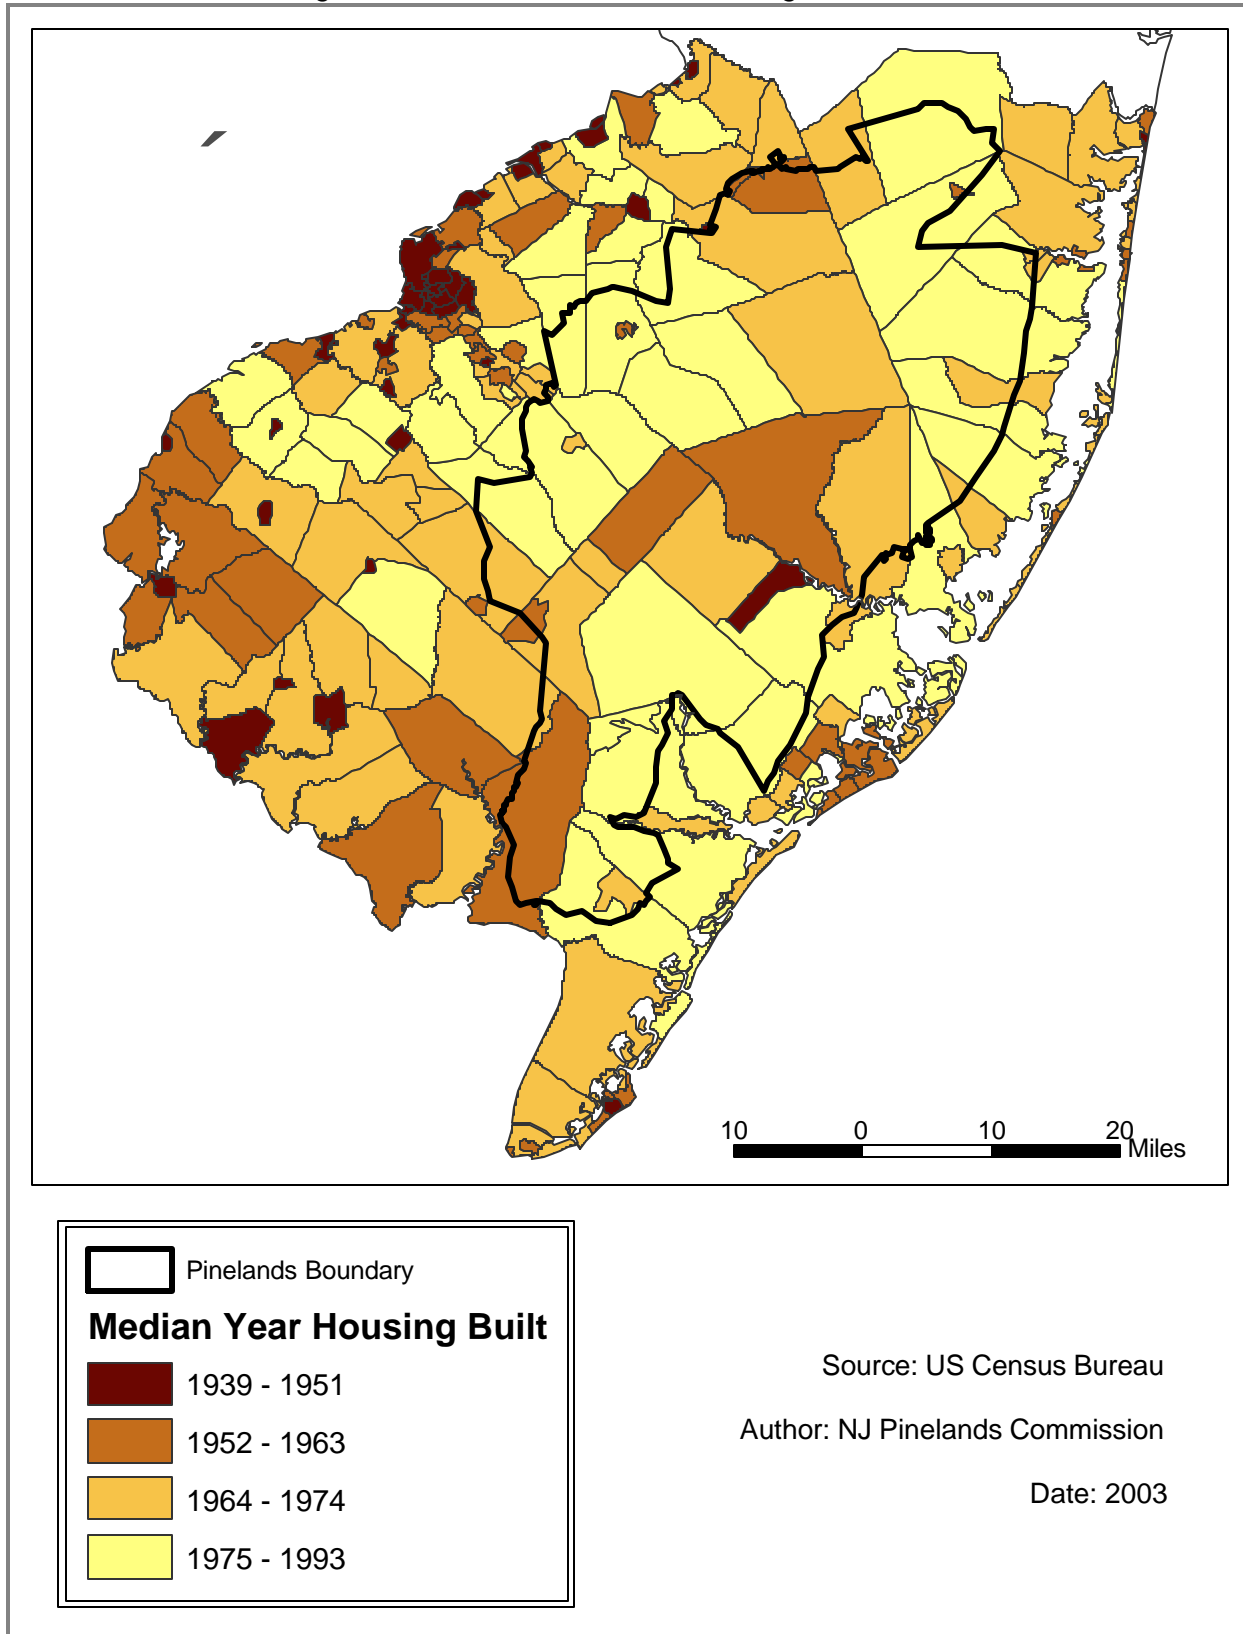 10 0 10 20
Miles
Pinelands Boundary
Median Year Housing Built
1939 - 1951
1952 - 1963
1964 - 1974
1975 - 1993
Source: US Census Bureau
Author: NJ Pinelands Commission
Date: 2003